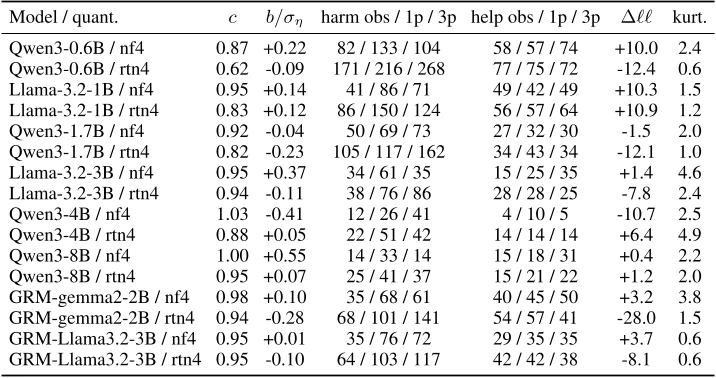 Model / quant. c b/ση harm obs / 1p / 3p help obs / 1p / 3p Δℓℓ kurt.
Qwen3-0.6B / nf4 0.87 +0.22 82 / 133 / 104 58 / 57 / 74 +10.0 2.4
Qwen3-0.6B / rtn4 0.62 -0.09 171 / 216 / 268 77 / 75 / 72 -12.4 0.6
Llama-3.2-1B / nf4 0.95 +0.14 41 / 86 / 71 49 / 42 / 49 +10.3 1.5
Llama-3.2-1B / rtn4 0.83 +0.12 86 / 150 / 124 56 / 57 / 64 +10.9 1.2
Qwen3-1.7B / nf4 0.92 -0.04 50 / 69 / 73 27 / 32 / 30 -1.5 2.0
Qwen3-1.7B / rtn4 0.82 -0.23 105 / 117 / 162 34 / 43 / 34 -12.1 1.0
Llama-3.2-3B / nf4 0.95 +0.37 34 / 61 / 35 15 / 25 / 35 +1.4 4.6
Llama-3.2-3B / rtn4 0.94 -0.11 38 / 76 / 86 28 / 28 / 25 -7.8 2.4
Qwen3-4B / nf4 1.03 -0.41 12 / 26 / 41 4 / 10 / 5 -10.7 2.5
Qwen3-4B / rtn4 0.88 +0.05 22 / 51 / 42 14 / 14 / 14 +6.4 4.9
Qwen3-8B / nf4 1.00 +0.55 14 / 33 / 14 15 / 18 / 31 +0.4 2.2
Qwen3-8B / rtn4 0.95 +0.07 25 / 41 / 37 15 / 21 / 22 +1.2 2.0
GRM-gemma2-2B / nf4 0.98 +0.10 35 / 68 / 61 40 / 45 / 50 +3.2 3.8
GRM-gemma2-2B / rtn4 0.94 -0.28 68 / 101 / 141 54 / 57 / 41 -28.0 1.5
GRM-Llama3.2-3B / nf4 0.95 +0.01 35 / 76 / 72 29 / 35 / 35 +3.7 0.6
GRM-Llama3.2-3B / rtn4 0.95 -0.10 64 / 103 / 117 42 / 42 / 38 -8.1 0.6